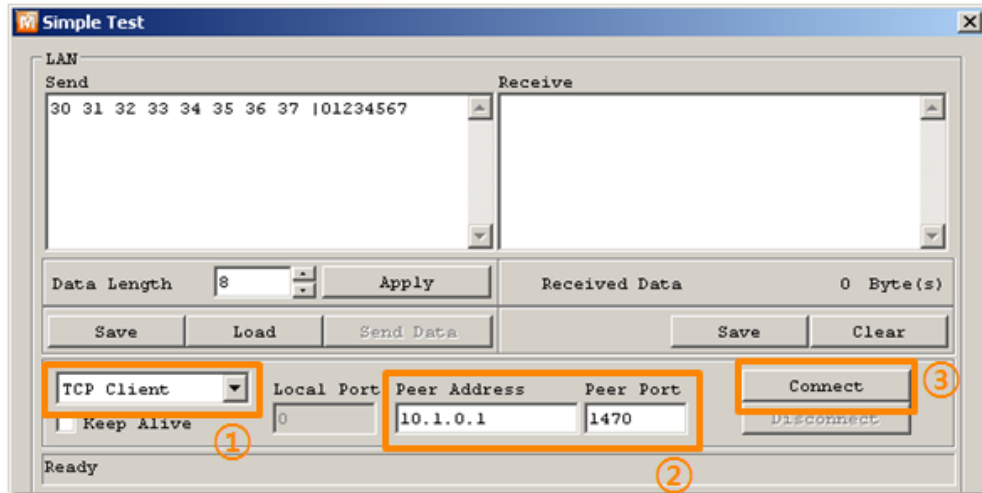 Simple Test
LAN
Send
Receive
30 31 32 33 34 35 36 37 |01234567
Data Length 8 Apply
Received Data 0 Byte(s)
Save Load Send Data
Save Clear
TCP Client
Local Port Peer Address Peer Port
Connect
③
Keep Alive
0 10.1.0.1 1470
Disconnect
①
②
Ready